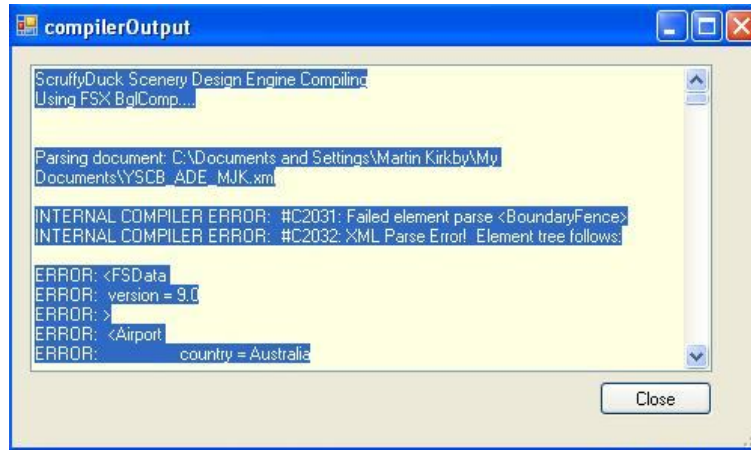 compilerOutput
ScruffyDuck Scenery Design Engine Compiling
Using FSX BglComp....
Parsing document: C:\Documents and Settings\Martin Kirkby\My
Documents\YSCB_ADE_MJK.xml
INTERNAL COMPILER ERROR:  #C2031: Failed element parse <BoundaryFence>
INTERNAL COMPILER ERROR:  #C2032: XML Parse Error!  Element tree follows:
ERROR: <FSData
ERROR:  version = 9.0
ERROR: >
ERROR:  <Airport
ERROR:            country = Australia
Close